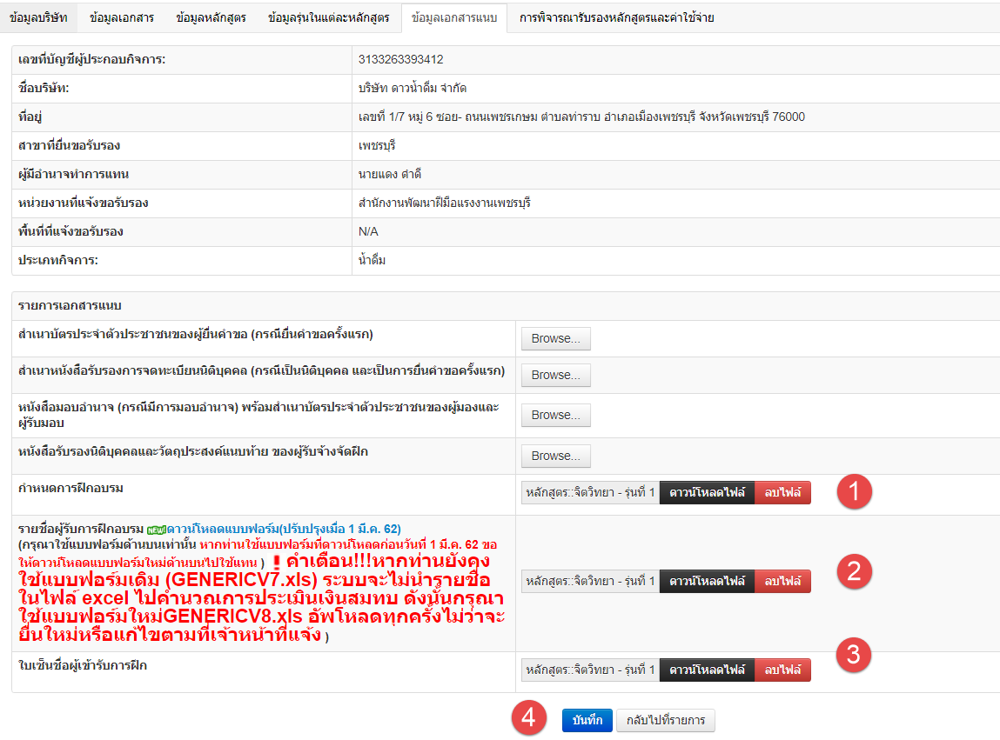 ข้อมูลบริษัท ข้อมูลเอกสาร ข้อมูลหลักสูตร ข้อมูลรุ่นในแต่ละหลักสูตร ข้อมูลเอกสารแนบ การพิจารณารับรองหลักสูตรและค่าใช้จ่าย
เลขที่บัญชีผู้ประกอบกิจการ: 3133263393412
ชื่อบริษัท: บริษัท ดาวน้ำดื่ม จำกัด
ที่อยู่ เลขที่ 1/7 หมู่ 6 ซอย- ถนนเพชรเกษม ตำบลท่าราบ อำเภอเมืองเพชรบุรี จังหวัดเพชรบุรี 76000
สาขาที่ยื่นขอรับรอง เพชรบุรี
ผู้มีอำนาจทำการแทน นายแดง ดำดี
หน่วยงานที่แจ้งขอรับรอง สำนักงานพัฒนาฝีมือแรงงานเพชรบุรี
พื้นที่ที่แจ้งขอรับรอง N/A
ประเภทกิจการ: น้ำดื่ม
รายการเอกสารแนบ
สำเนาบัตรประจำตัวประชาชนของผู้ยื่นคำขอ (กรณียื่นคำขอครั้งแรก) Browse...
สำเนาหนังสือรับรองการจดทะเบียนนิติบุคคล (กรณีเป็นนิติบุคคล และเป็นการยื่นคำขอครั้งแรก) Browse...
หนังสือมอบอำนาจ (กรณีมีการมอบอำนาจ) พร้อมสำเนาบัตรประจำตัวประชาชนของผู้มองและ
ผู้รับมอบ Browse...
หนังสือรับรองนิติบุคคลและวัตถุประสงค์แนบท้าย ของผู้รับจ้างจัดฝึก Browse...
กำหนดการฝึกอบรม หลักสูตร::จิตวิทยา - รุ่นที่ 1 ดาวน์โหลดไฟล์ ลบไฟล์ 1
รายชื่อผู้รับการฝึกอบรม NEW! ดาวน์โหลดแบบฟอร์ม(ปรับปรุงเมื่อ 1 มี.ค. 62)
(กรุณาใช้แบบฟอร์มด้านบนเท่านั้น หากท่านใช้แบบฟอร์มที่ดาวน์โหลดก่อนวันที่ 1 มี.ค. 62 ขอ
ให้ดาวน์โหลดแบบฟอร์มใหม่ด้านบนไปใช้แทน ) ! คำเตือน!!!หากท่านยังคง
ใช้แบบฟอร์มเดิม (GENERICV7.xls) ระบบจะไม่นำรายชื่อ
ในไฟล์ excel ไปคำนวณการประเมินเงินสมทบ ดังนั้นกรุณา
ใช้แบบฟอร์มใหม่GENERICV8.xls อัพโหลดทุกครั้งไม่ว่าจะ
ยื่นใหม่หรือแก้ไขตามที่เจ้าหน้าที่แจ้ง )
หลักสูตร::จิตวิทยา - รุ่นที่ 1 ดาวน์โหลดไฟล์ ลบไฟล์ 2
ใบเซ็นชื่อผู้เข้ารับการฝึก หลักสูตร::จิตวิทยา - รุ่นที่ 1 ดาวน์โหลดไฟล์ ลบไฟล์ 3
4 บันทึก กลับไปที่รายการ